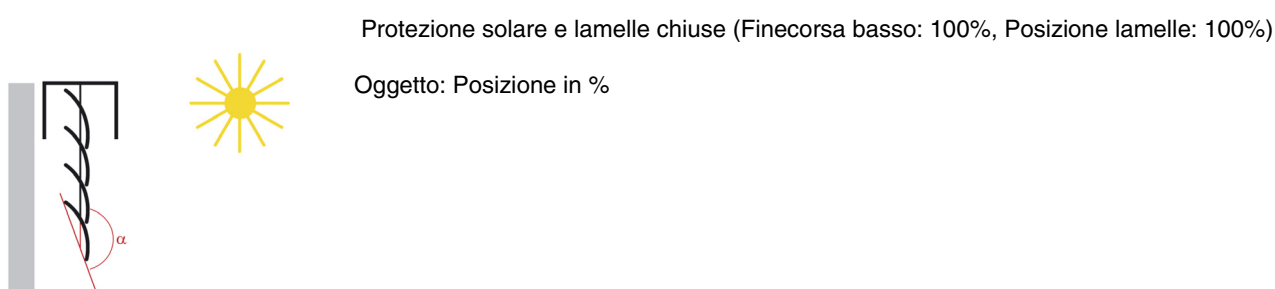 Protezione solare e lamelle chiuse (Finecorsa basso: 100%, Posizione lamelle: 100%)
Oggetto: Posizione in %
α